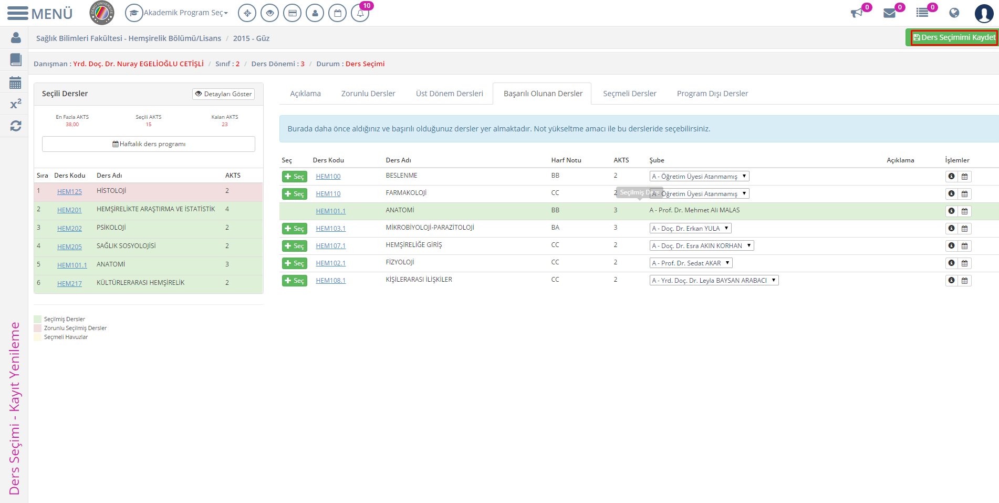 MENÜ
DEMO ÜNİVERSİTE
Akademik Program Seç
10
0
0
0
Sağlık Bilimleri Fakültesi - Hemşirelik Bölümü/Lisans / 2015 - Güz
Ders Seçimimi Kaydet
Danışman : Yrd. Doç. Dr. Nuray EGELİOĞLU CETİŞLİ / Sınıf : 2 / Ders Dönemi : 3 / Durum : Ders Seçimi
x²
Seçili Dersler
Detayları Göster
En Fazla AKTS Seçili AKTS Kalan AKTS
38,00 15 23
Haftalık ders programı
Sıra Ders Kodu Ders Adı AKTS
1 HEM125 HİSTOLOJİ 2
2 HEM201 HEMŞİRELİKTE ARAŞTIRMA VE İSTATİSTİK 4
3 HEM202 PSİKOLOJİ 2
4 HEM205 SAĞLIK SOSYOLOJİSİ 2
5 HEM101.1 ANATOMİ 3
6 HEM217 KÜLTÜRLERARASI HEMŞİRELİK 2
Seçilmiş Dersler
Zorunlu Seçilmiş Dersler
Seçmeli Havuzlar
Ders Seçimi - Kayıt Yenileme
Açıklama Zorunlu Dersler Üst Dönem Dersleri Başarılı Olunan Dersler Seçmeli Dersler Program Dışı Dersler
Burada daha önce aldığınız ve başırılı olduğunuz dersler yer almaktadır. Not yükseltme amacı ile bu dersleride seçebilirsiniz.
Seç Ders Kodu Ders Adı Harf Notu AKTS Şube Açıklama İşlemler
Seç HEM100 BESLENME BB 2 A - Öğretim Üyesi Atanmamış
Seç HEM110 FARMAKOLOJİ CC 2 A - Öğretim Üyesi Atanmamış
Seçilmiş Ders
HEM101.1 ANATOMİ BB 3 A - Prof. Dr. Mehmet Ali MALAS
Seç HEM103.1 MİKROBİYOLOJİ-PARAZİTOLOJİ BA 3 A - Doç. Dr. Erkan YULA
Seç HEM107.1 HEMŞİRELİĞE GİRİŞ CC 2 A - Doç. Dr. Esra AKIN KORHAN
Seç HEM102.1 FİZYOLOJİ CC 2 A - Prof. Dr. Sedat AKAR
Seç HEM108.1 KİŞİLERARASI İLİŞKİLER CC 2 A - Yrd. Doç. Dr. Leyla BAYSAN ARABACI